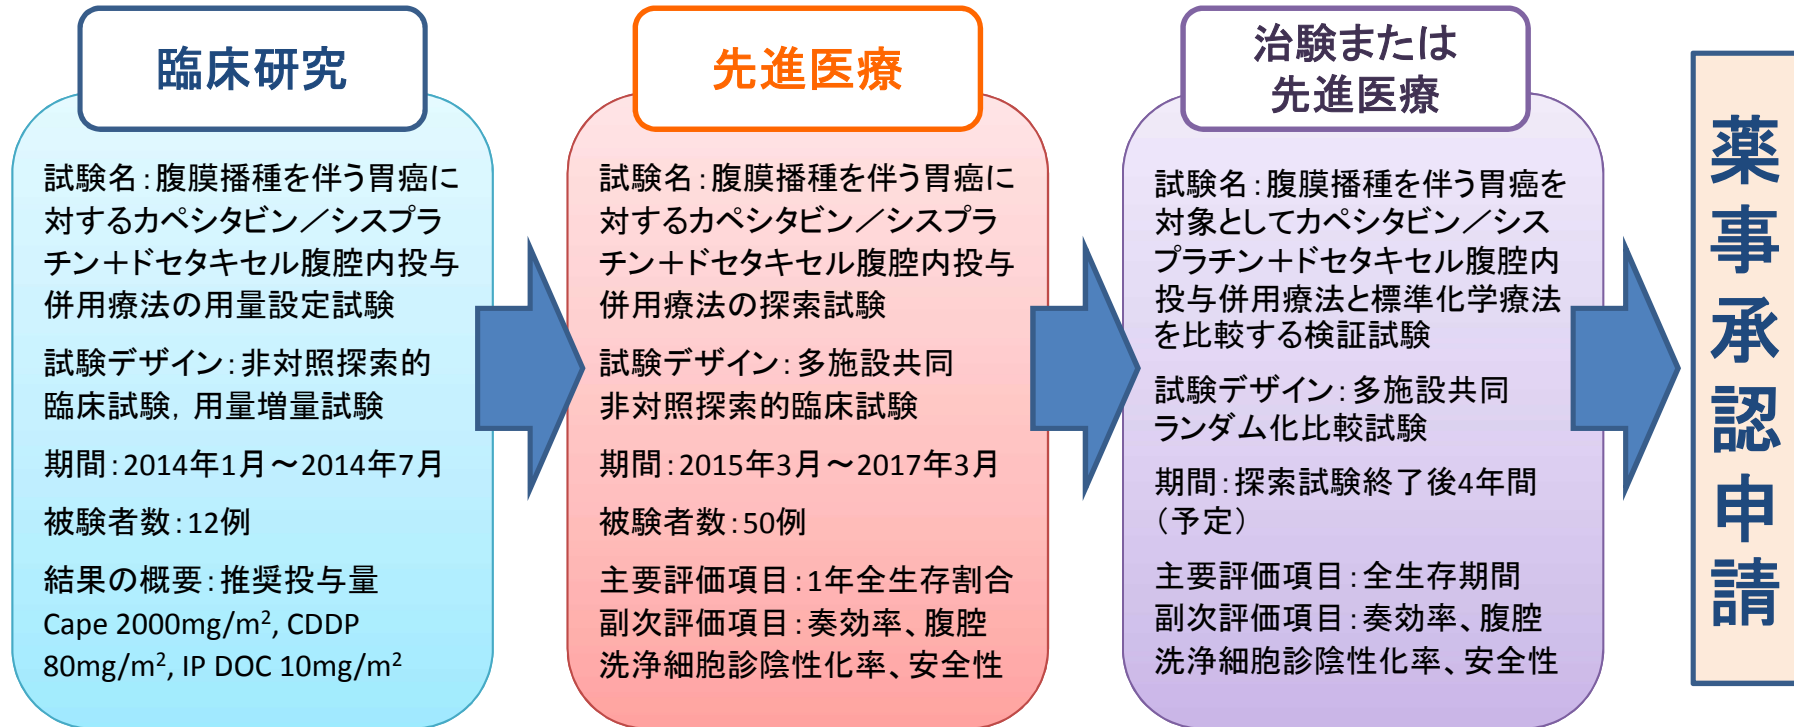 臨床研究
試験名：腹膜播種を伴う胃癌に
対するカペシタビン／シスプラ
チン＋ドセタキセル腹腔内投与
併用療法の用量設定試験
試験デザイン：非対照探索的
臨床試験，用量増量試験
期間：2014年1月～2014年7月
被験者数：12例
結果の概要：推奨投与量
Cape 2000mg/m², CDDP
80mg/m², IP DOC 10mg/m²
先進医療
試験名：腹膜播種を伴う胃癌に
対するカペシタビン／シスプラ
チン＋ドセタキセル腹腔内投与
併用療法の探索試験
試験デザイン：多施設共同
非対照探索的臨床試験
期間：2015年3月～2017年3月
被験者数：50例
主要評価項目：1年全生存割合
副次評価項目：奏効率、腹腔
洗浄細胞診陰性化率、安全性
治験または
先進医療
試験名：腹膜播種を伴う胃癌を
対象としてカペシタビン／シス
プラチン＋ドセタキセル腹腔内
投与併用療法と標準化学療法
を比較する検証試験
試験デザイン：多施設共同
ランダム化比較試験
期間：探索試験終了後4年間
（予定）
主要評価項目：全生存期間
副次評価項目：奏効率、腹腔
洗浄細胞診陰性化率、安全性
薬事承認申請